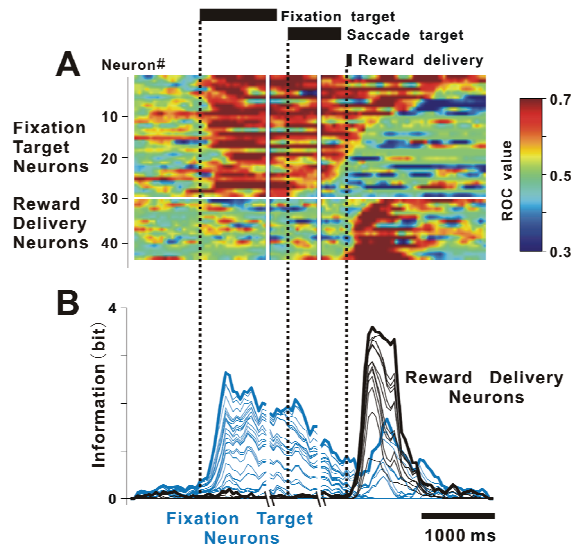 Fixation target
Saccade target
Reward delivery
A
Neuron#
10
20
30
40
Fixation
Target
Neurons
Reward
Delivery
Neurons
0.7
0.5
0.3
ROC value
B
4
2
0
Information (bit)
Reward Delivery
Neurons
Fixation Target
Neurons
1000 ms